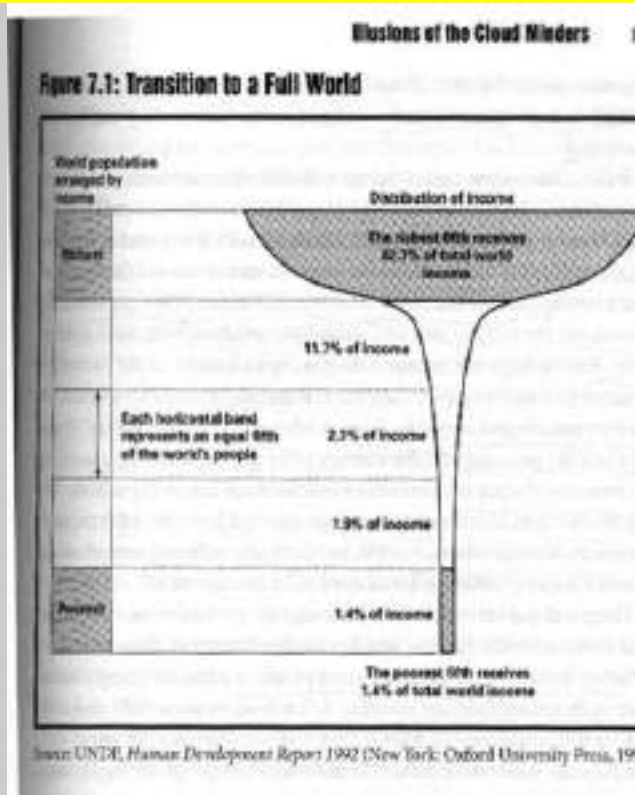 Illusions of the Cloud Minders
Figure 7.1: Transition to a Full World
World population
arranged by
income
Distribution of Income
Richest
The richest fifth receives
82.7% of total world
income
11.7% of income
Each horizontal band
represents an equal fifth
of the world's people
2.3% of income
1.9% of income
Poorest
1.4% of income
The poorest fifth receives
1.4% of total world income
Source: UNDP, Human Development Report 1992 (New York: Oxford University Press, 199